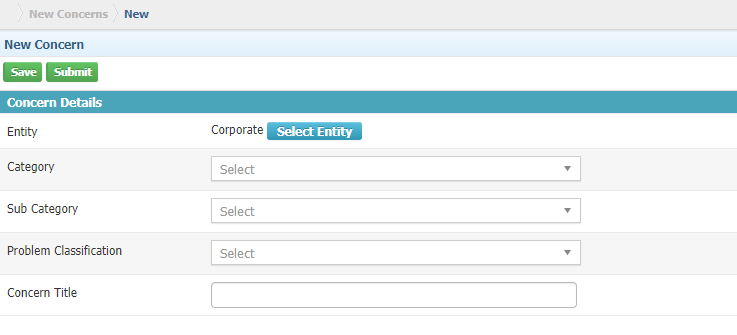 New Concerns New
New Concern
Save Submit
Concern Details
Entity Corporate Select Entity
Category Select
Sub Category Select
Problem Classification Select
Concern Title